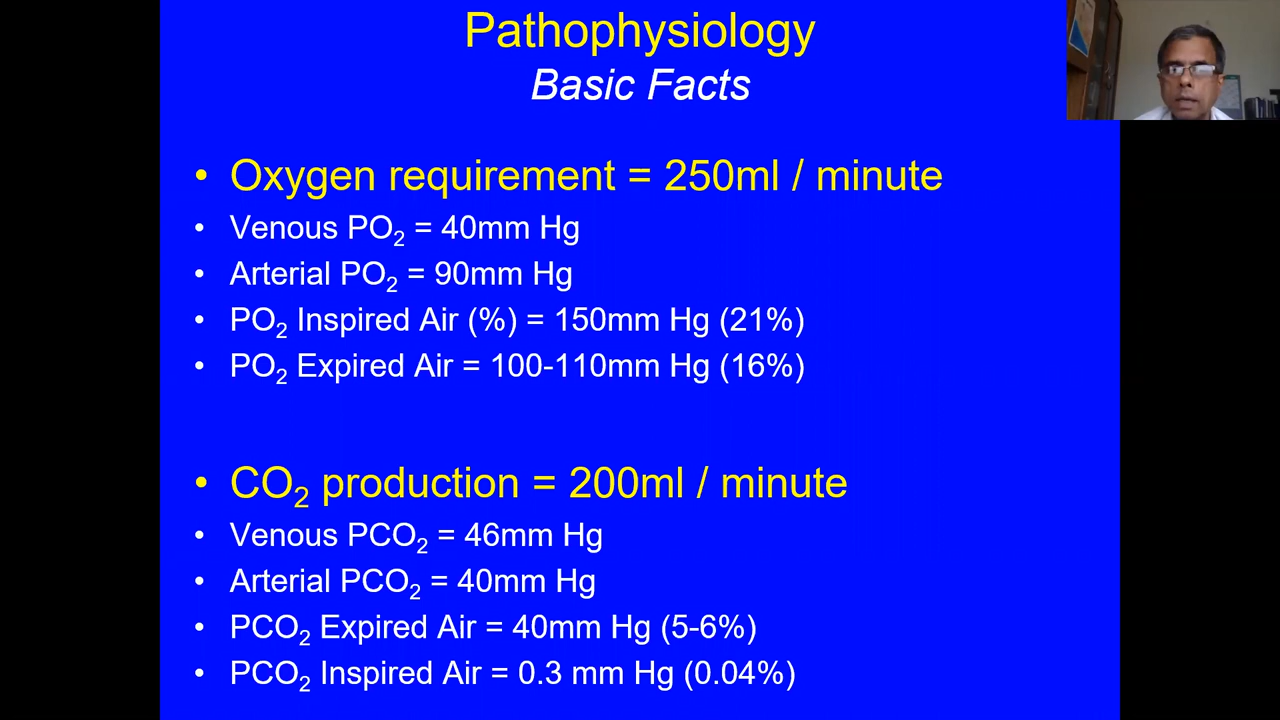 Pathophysiology
Basic Facts
• Oxygen requirement = 250ml / minute
• Venous PO₂ = 40mm Hg
• Arterial PO₂ = 90mm Hg
• PO₂ Inspired Air (%) = 150mm Hg (21%)
• PO₂ Expired Air = 100-110mm Hg (16%)
• CO₂ production = 200ml / minute
• Venous PCO₂ = 46mm Hg
• Arterial PCO₂ = 40mm Hg
• PCO₂ Expired Air = 40mm Hg (5-6%)
• PCO₂ Inspired Air = 0.3 mm Hg (0.04%)